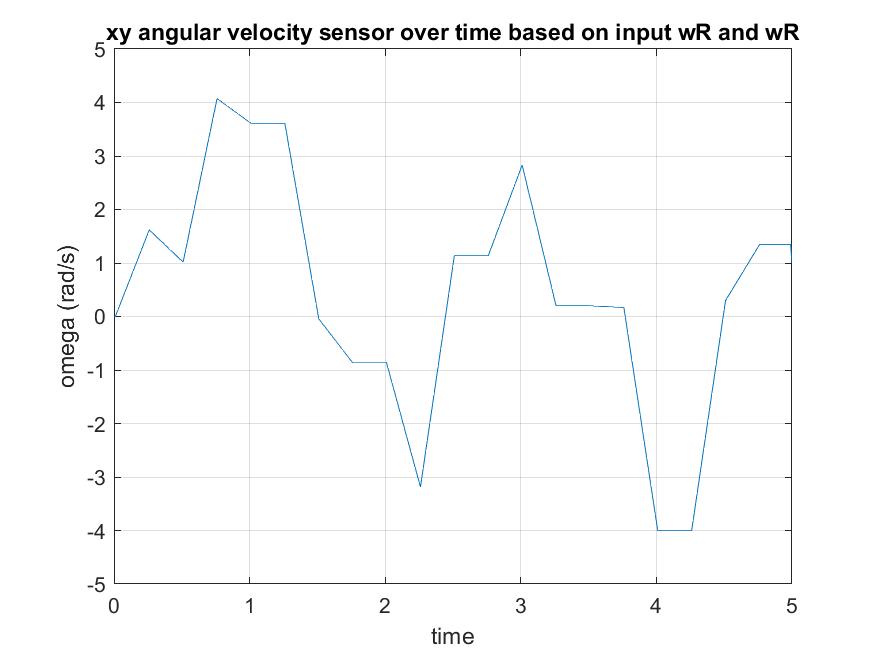 xy angular velocity sensor over time based on input wR and wR
5
4
3
2
1
0
-1
-2
-3
-4
-5
omega (rad/s)
0 1 2 3 4 5
time